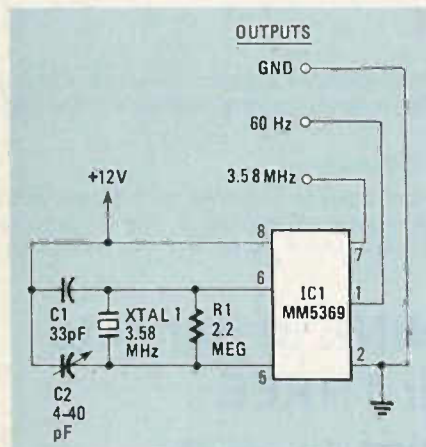 OUTPUTS
GND
60 Hz
3.58 MHz
+12V
8
7
6
IC1
MM5369
1
C1
33pF
XTAL 1
3.58
MHz
R1
2.2
MEG
5
2
C2
4-40
pF